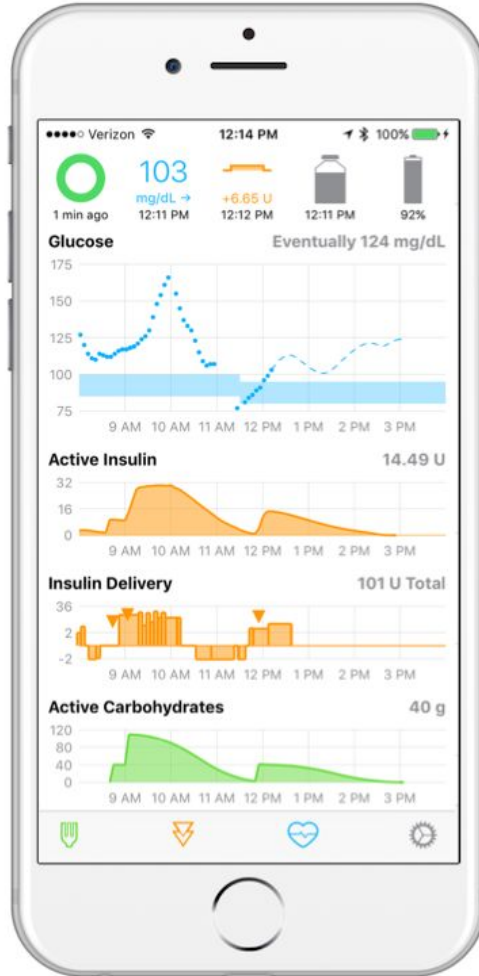 Verizon 12:14 PM 100%
103
mg/dL → +6.65 U
1 min ago 12:11 PM 12:12 PM 12:11 PM 92%
Glucose Eventually 124 mg/dL
175
150
125
100
75
9 AM 10 AM 11 AM 12 PM 1 PM 2 PM 3 PM
Active Insulin 14.49 U
32
16
0
9 AM 10 AM 11 AM 12 PM 1 PM 2 PM 3 PM
Insulin Delivery 101 U Total
36
2
-2
9 AM 10 AM 11 AM 12 PM 1 PM 2 PM 3 PM
Active Carbohydrates 40 g
120
80
40
0
9 AM 10 AM 11 AM 12 PM 1 PM 2 PM 3 PM